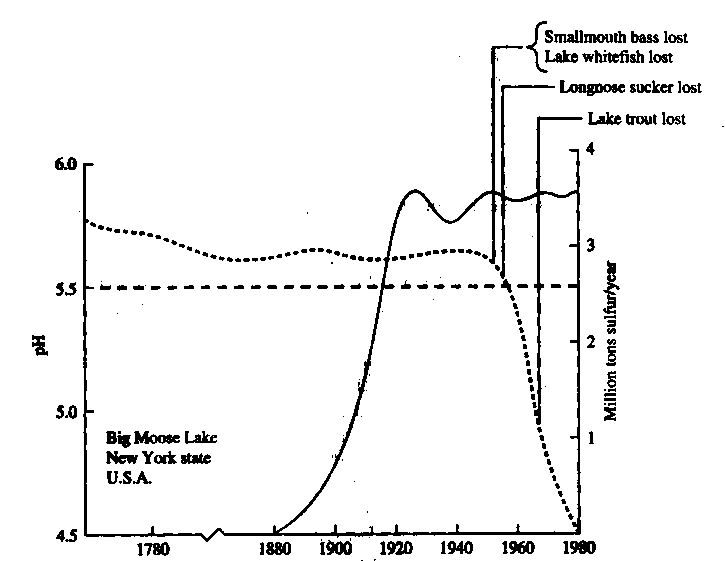 Smallmouth bass lost
Lake whitefish lost
Longnose sucker lost
Lake trout lost
6.0
5.5
5.0
4.5
pH
4
3
2
1
Million tons sulfur/year
Big Moose Lake
New York state
U.S.A.
1780 1880 1900 1920 1940 1960 1980